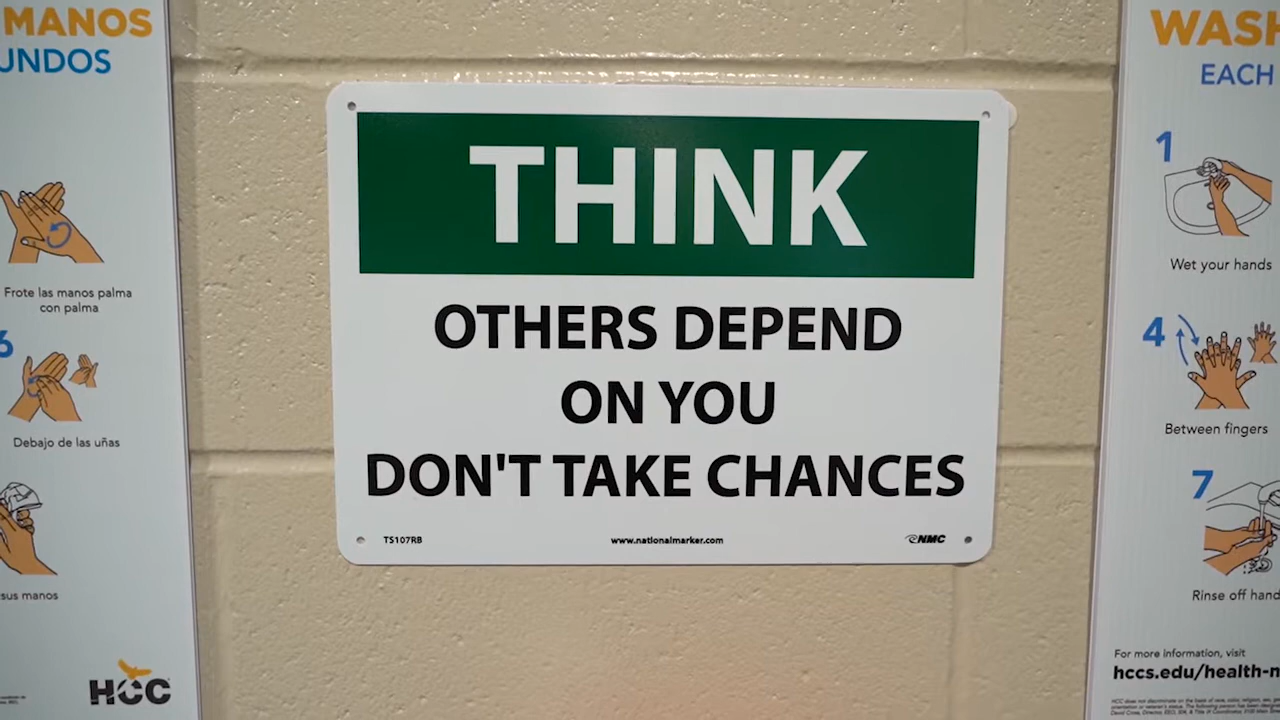 MANOS
UNDOS
Frote las manos palma
con palma
6
Debajo de las uñas
sus manos
HCC
THINK
OTHERS DEPEND
ON YOU
DON'T TAKE CHANCES
TS107RB
www.nationalmarker.com
NMC
WASH
EACH
1
Wet your hands
4
Between fingers
7
Rinse off hand
For more information, visit
hccs.edu/health-n